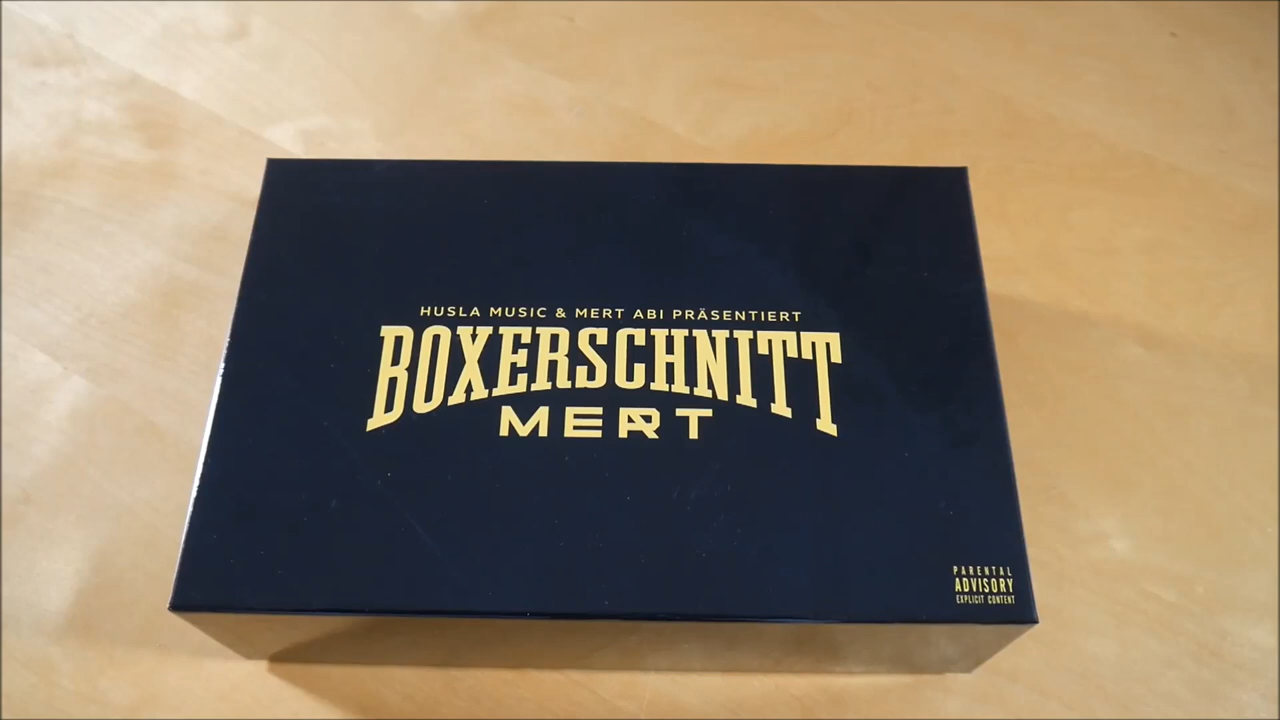 HUSLA MUSIC & MERT ABI PRÄSENTIERT
BOXERSCHNITT
MERT
PARENTAL
ADVISORY
EXPLICIT CONTENT